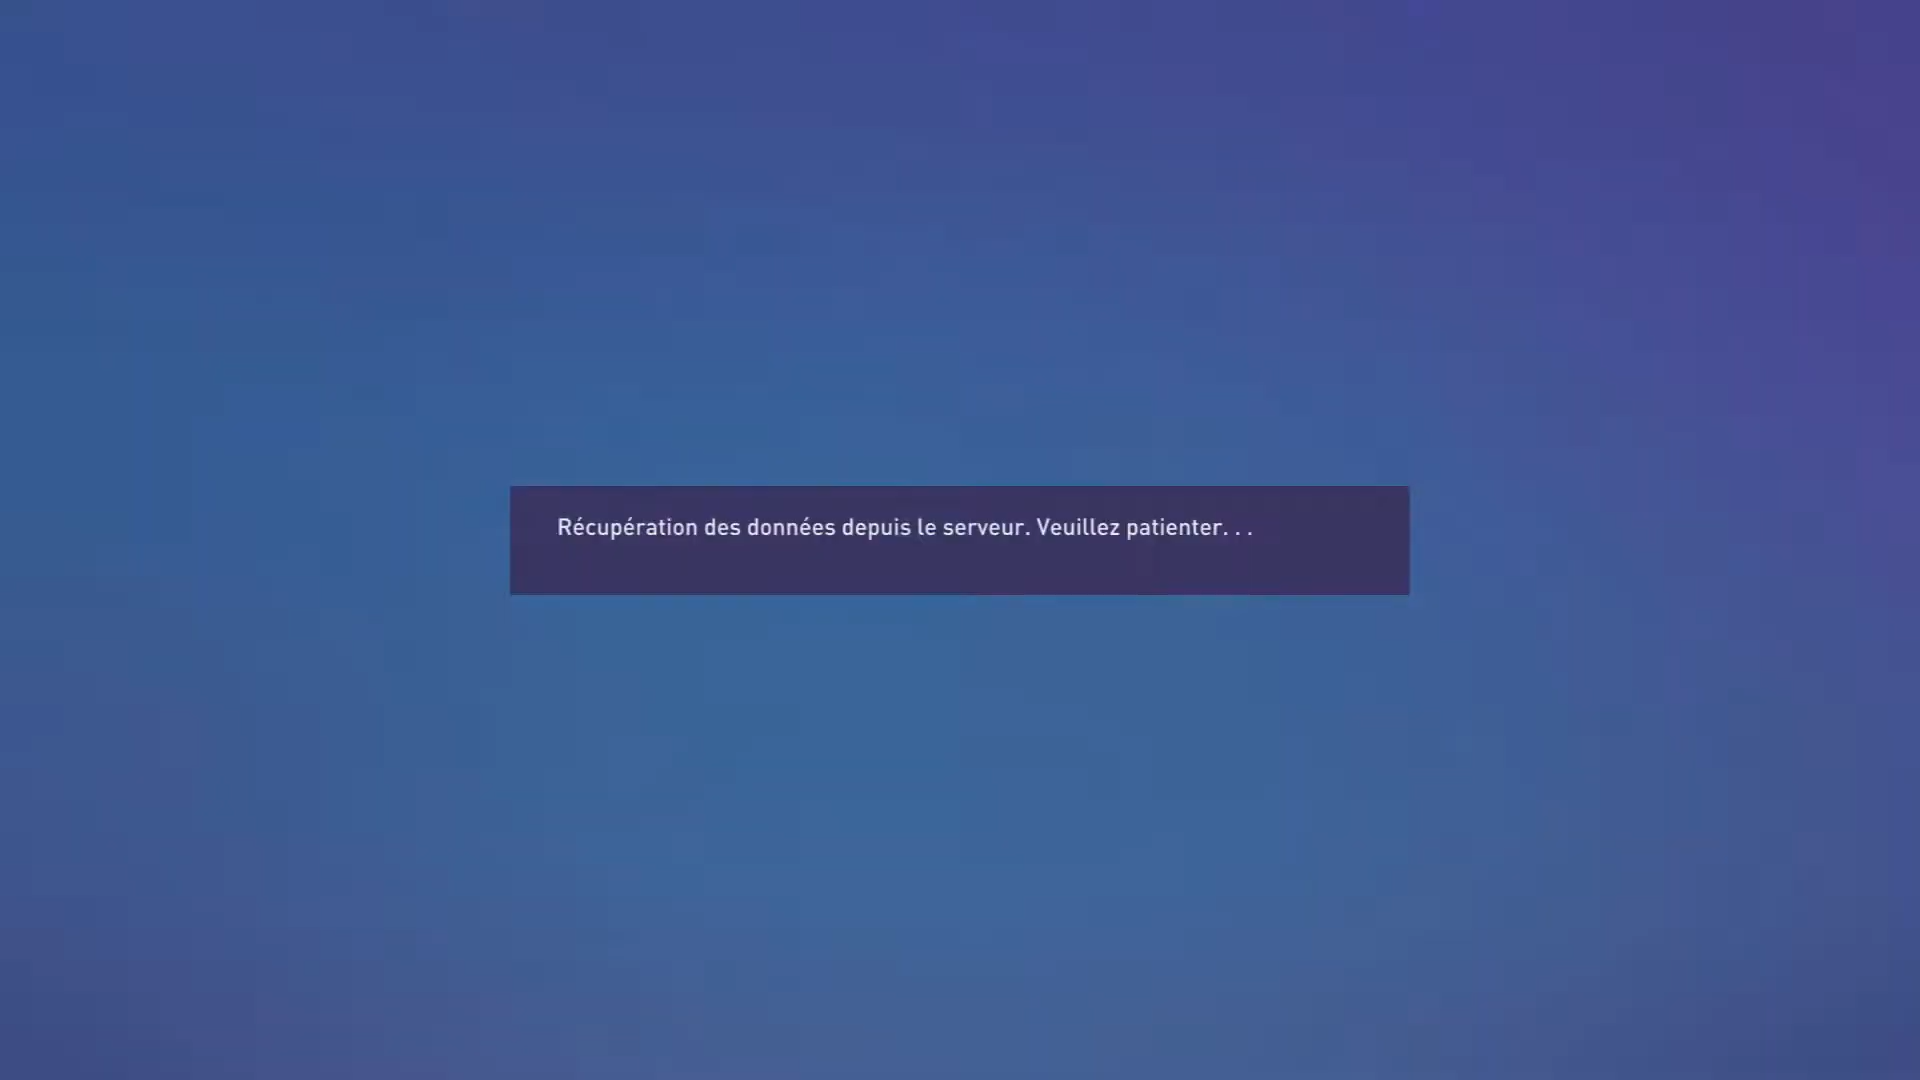 Récupération des données depuis le serveur. Veuillez patienter. . .